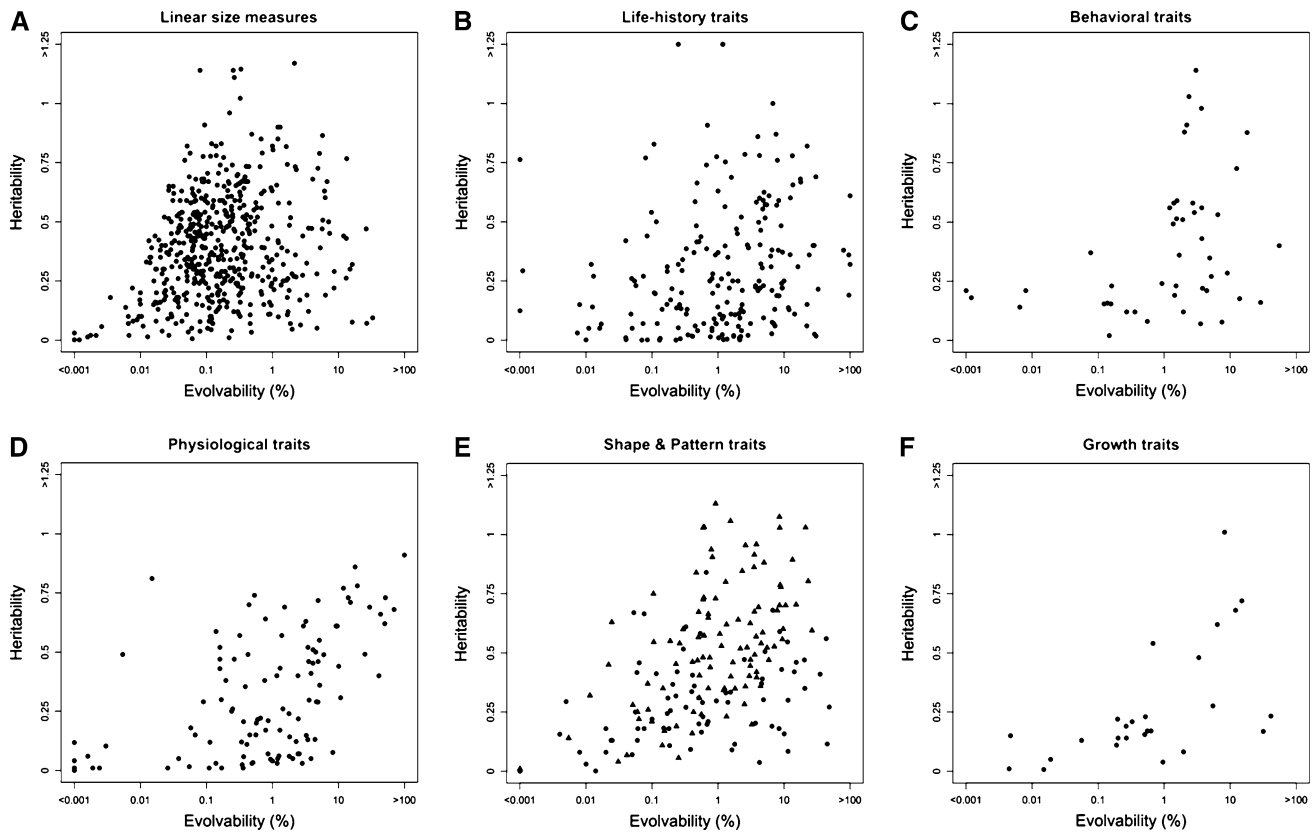 A Linear size measures
>1.25
1
0.75
0.5
0.25
0
Heritability
<0.001 0.01 0.1 1 10 >100
Evolvability (%)
B Life-history traits
>1.25
1
0.75
0.5
0.25
0
Heritability
<0.001 0.01 0.1 1 10 >100
Evolvability (%)
C Behavioral traits
>1.25
1
0.75
0.5
0.25
0
Heritability
<0.001 0.01 0.1 1 10 >100
Evolvability (%)
D Physiological traits
>1.25
1
0.75
0.5
0.25
0
Heritability
<0.001 0.01 0.1 1 10 >100
Evolvability (%)
E Shape & Pattern traits
>1.25
1
0.75
0.5
0.25
0
Heritability
<0.001 0.01 0.1 1 10 >100
Evolvability (%)
F Growth traits
>1.25
1
0.75
0.5
0.25
0
Heritability
<0.001 0.01 0.1 1 10 >100
Evolvability (%)